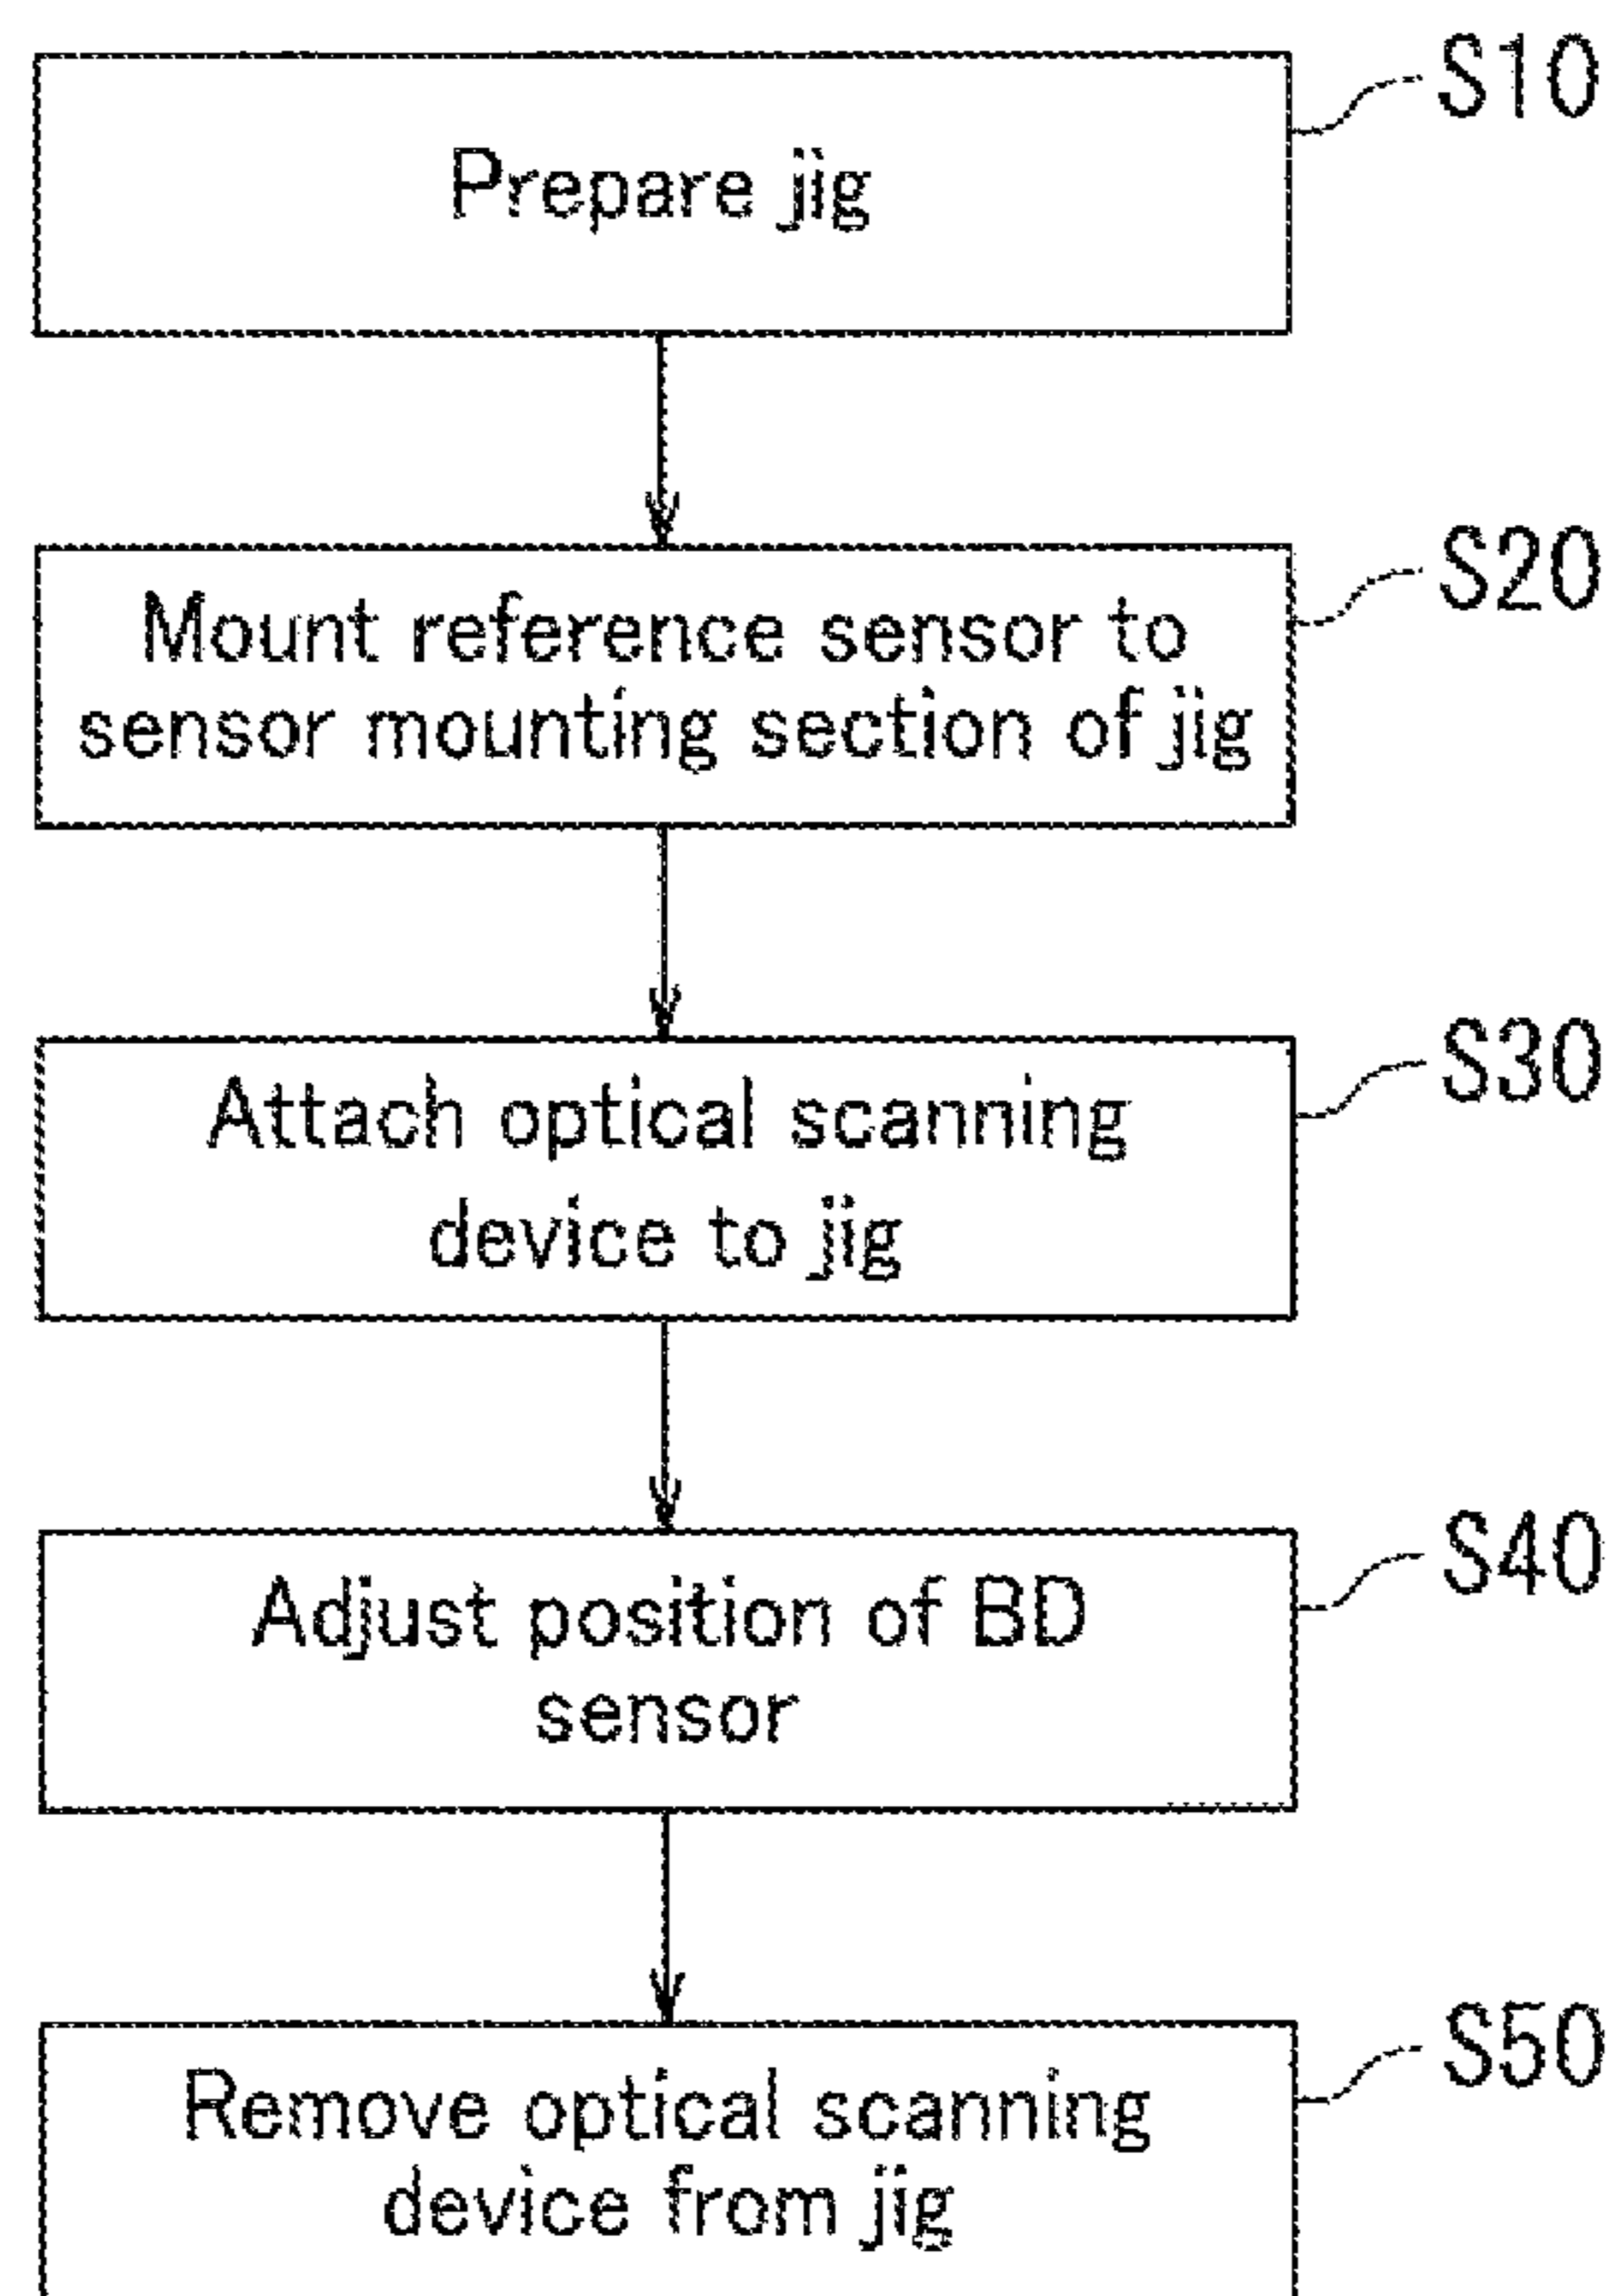 S10
Prepare jig
S20
Mount reference sensor to
sensor mounting section of jig
S30
Attach optical scanning
device to jig
S40
Adjust position of BD
sensor
S50
Remove optical scanning
device from jig